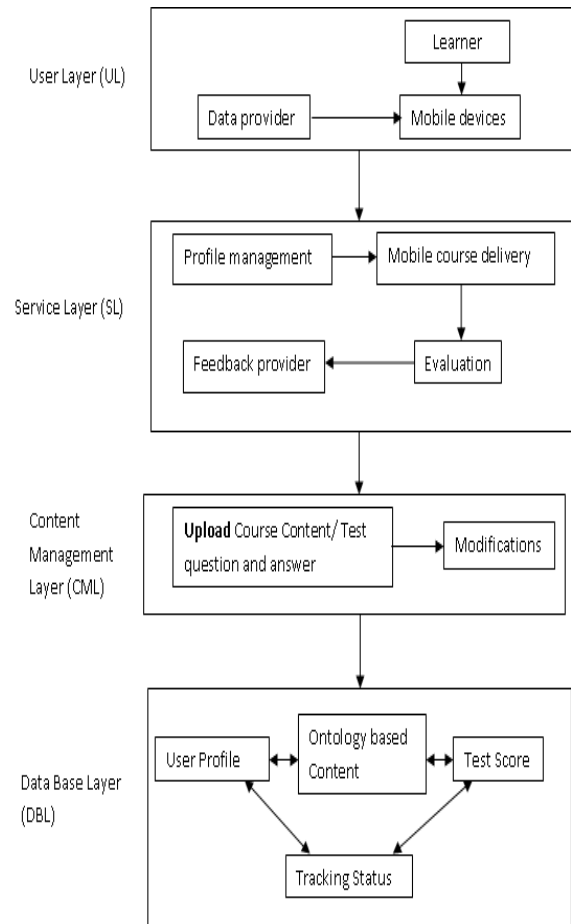 Learner
User Layer (UL)
Data provider
Mobile devices
Profile management
Mobile course delivery
Service Layer (SL)
Feedback provider
Evaluation
Content
Management
Layer (CML)
Upload Course Content/ Test
question and answer
Modifications
Data Base Layer
(DBL)
User Profile
Ontology based
Content
Test Score
Tracking Status